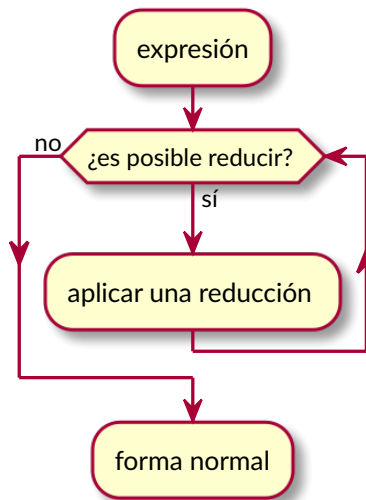 expresión
no
¿es posible reducir?
sí
aplicar una reducción
forma normal